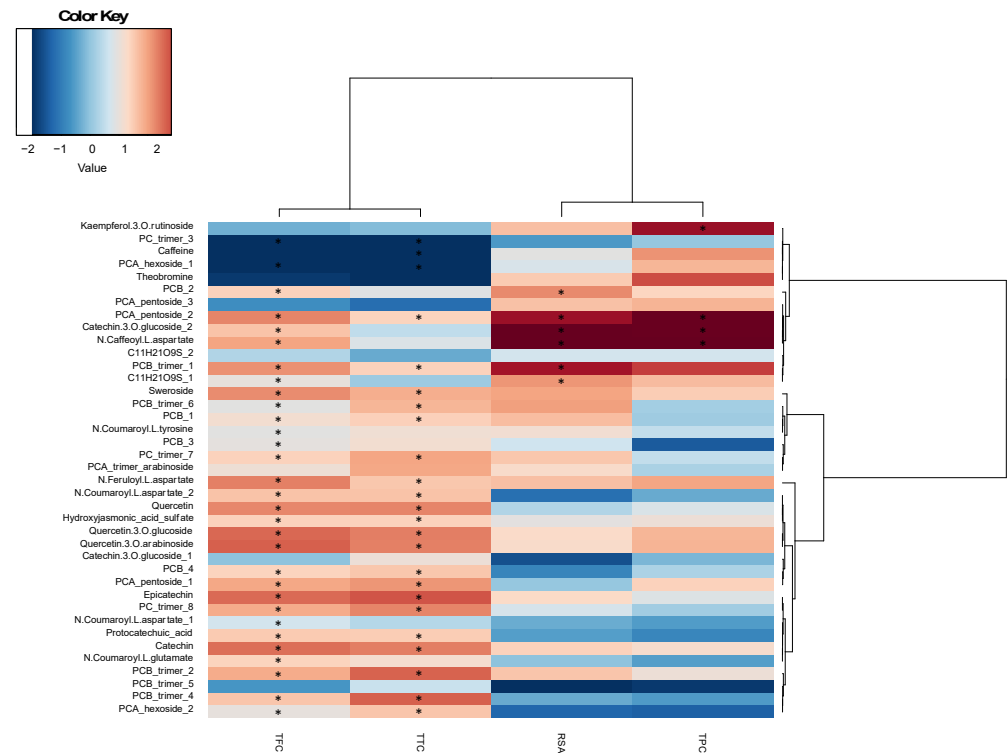 Color Key
−2 −1 0 1 2
Value
Kaempferol.3.O.rutinoside
*
PC_trimer_3
* *
Caffeine
*
PCA_hexoside_1
* *
Theobromine
PCB_2
* *
PCA_pentoside_3
PCA_pentoside_2
* * * *
Catechin.3.O.glucoside_2
* * *
N.Caffeoyl.L.aspartate
* * *
C11H21O9S_2
PCB_trimer_1
* * *
C11H21O9S_1
* *
Sweroside
* *
PCB_trimer_6
* *
PCB_1
* *
N.Coumaroyl.L.tyrosine
*
PCB_3
*
PC_trimer_7
* *
PCA_trimer_arabinoside
N.Feruloyl.L.aspartate
* *
N.Coumaroyl.L.aspartate_2
* *
Quercetin
* *
Hydroxyjasmonic_acid_sulfate
* *
Quercetin.3.O.glucoside
* *
Quercetin.3.O.arabinoside
* *
Catechin.3.O.glucoside_1
PCB_4
* *
PCA_pentoside_1
* *
Epicatechin
* *
PC_trimer_8
* *
N.Coumaroyl.L.aspartate_1
*
Protocatechuic_acid
* *
Catechin
* *
N.Coumaroyl.L.glutamate
*
PCB_trimer_2
* *
PCB_trimer_5
PCB_trimer_4
* *
PCA_hexoside_2
* *
TFC
TTC
RSA
TPC